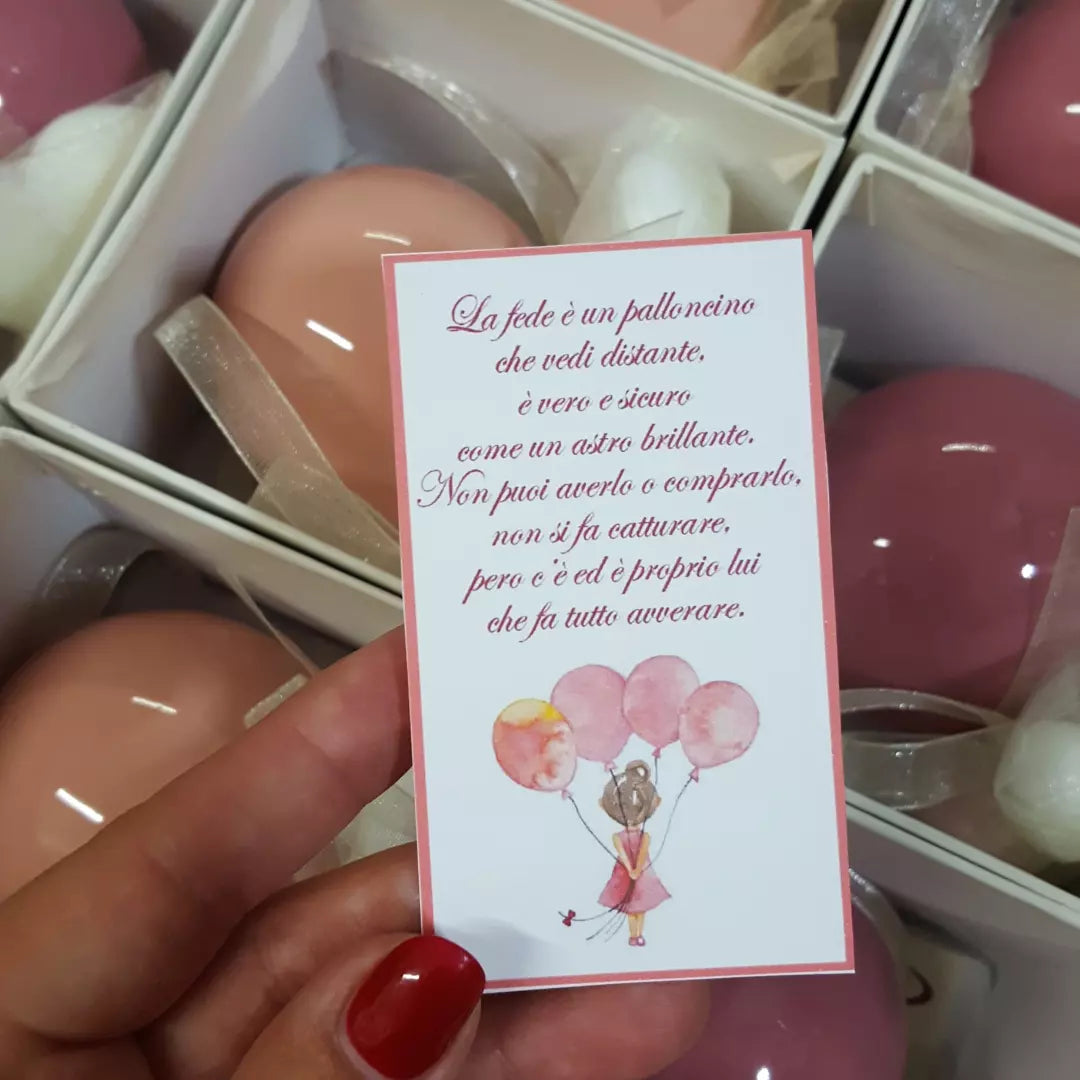 La fede è un palloncino
che vedi distante,
è vero e sicuro
come un astro brillante.
Non puoi averlo o comprarlo,
non si fa catturare,
pero c'è ed è proprio lui
che fa tutto avverare.